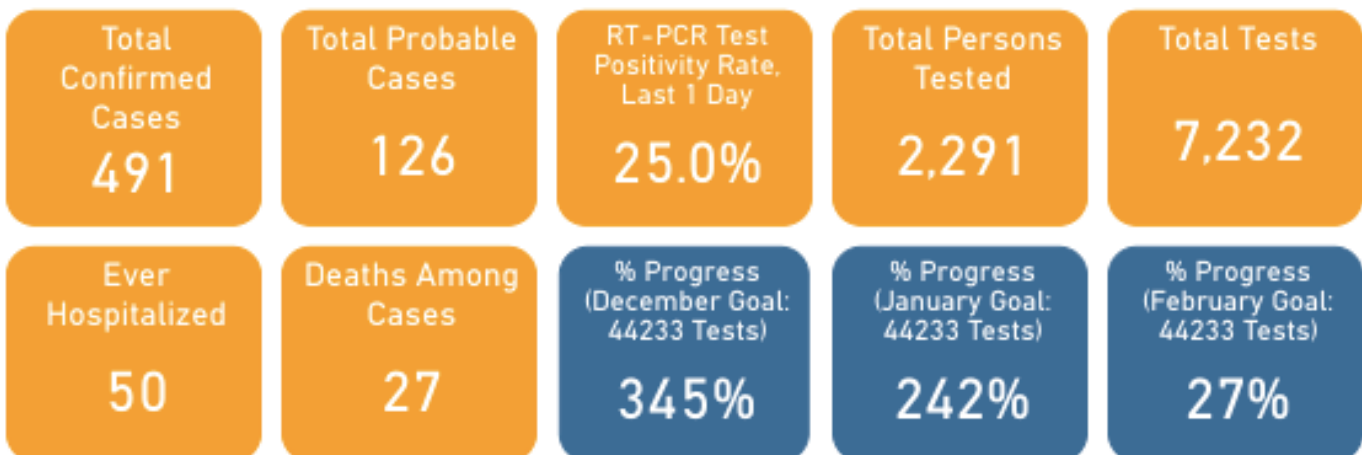 Total
Confirmed
Cases
491
Total Probable
Cases
126
RT-PCR Test
Positivity Rate,
Last 1 Day
25.0%
Total Persons
Tested
2,291
Total Tests
7,232
Ever
Hospitalized
50
Deaths Among
Cases
27
% Progress
(December Goal:
44233 Tests)
345%
% Progress
(January Goal:
44233 Tests)
242%
% Progress
(February Goal:
44233 Tests)
27%